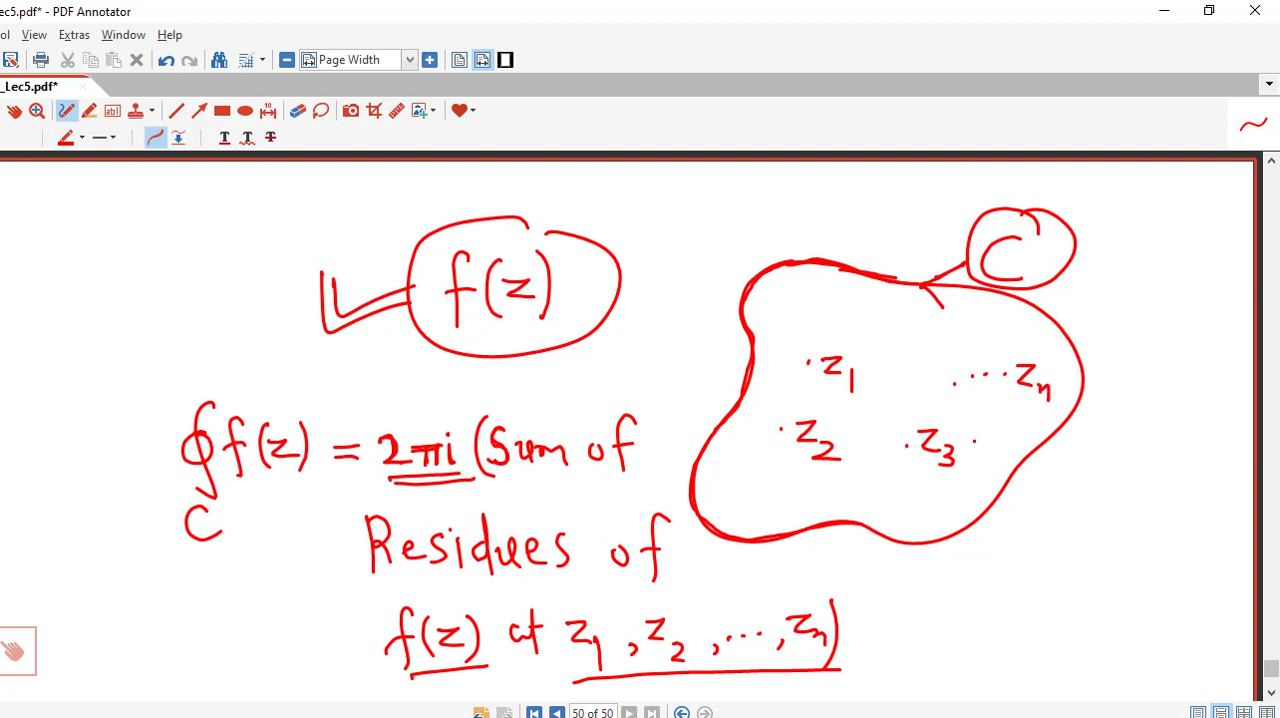 ec5.pdf* - PDF Annotator
ol View Extras Window Help
Page Width
_Lec5.pdf*
f(z)
C
z1
.... zn
z2
z3
∮ f(z) = 2πi (Sum of
C
Residues of
f(z) at z1, z2, ..., zn)
50 of 50